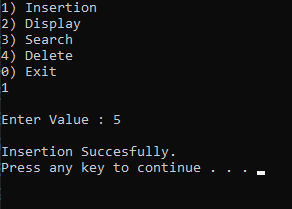 1) Insertion
2) Display
3) Search
4) Delete
0) Exit
1
Enter Value : 5
Insertion Succesfully.
Press any key to continue . . .